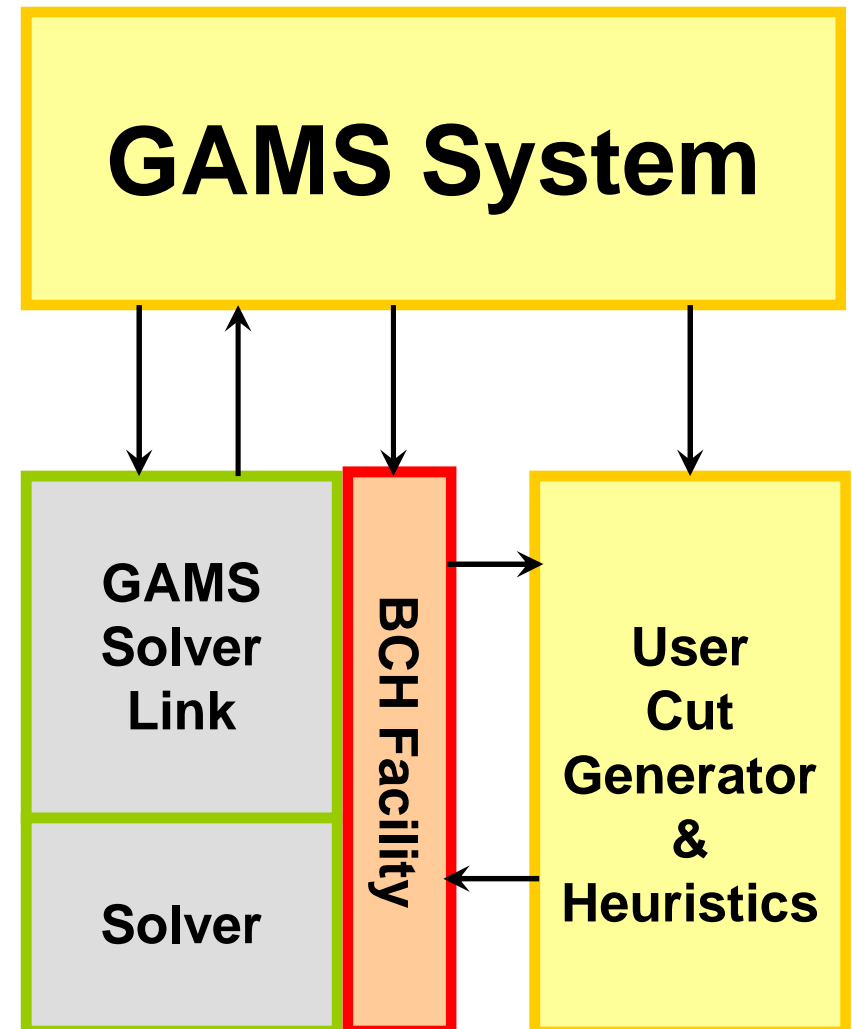 GAMS System
GAMS
Solver
Link
Solver
BCH Facility
User
Cut
Generator
&
Heuristics